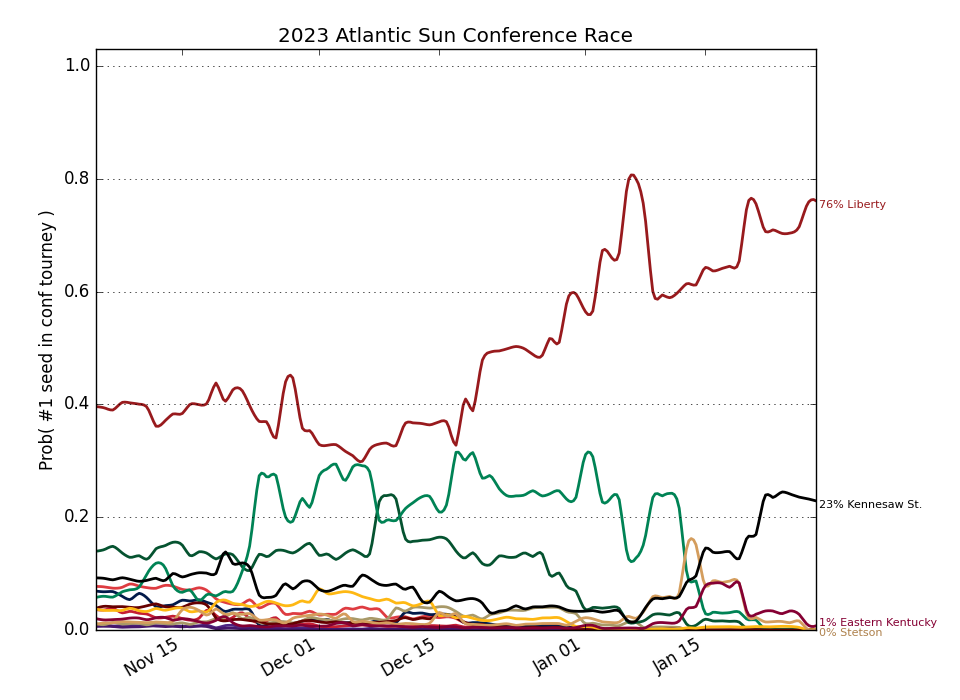 2023 Atlantic Sun Conference Race
Prob( #1 seed in conf tourney )
1.0
0.8
0.6
0.4
0.2
0.0
Nov 15
Dec 01
Dec 15
Jan 01
Jan 15
76% Liberty
23% Kennesaw St.
1% Eastern Kentucky
0% Stetson